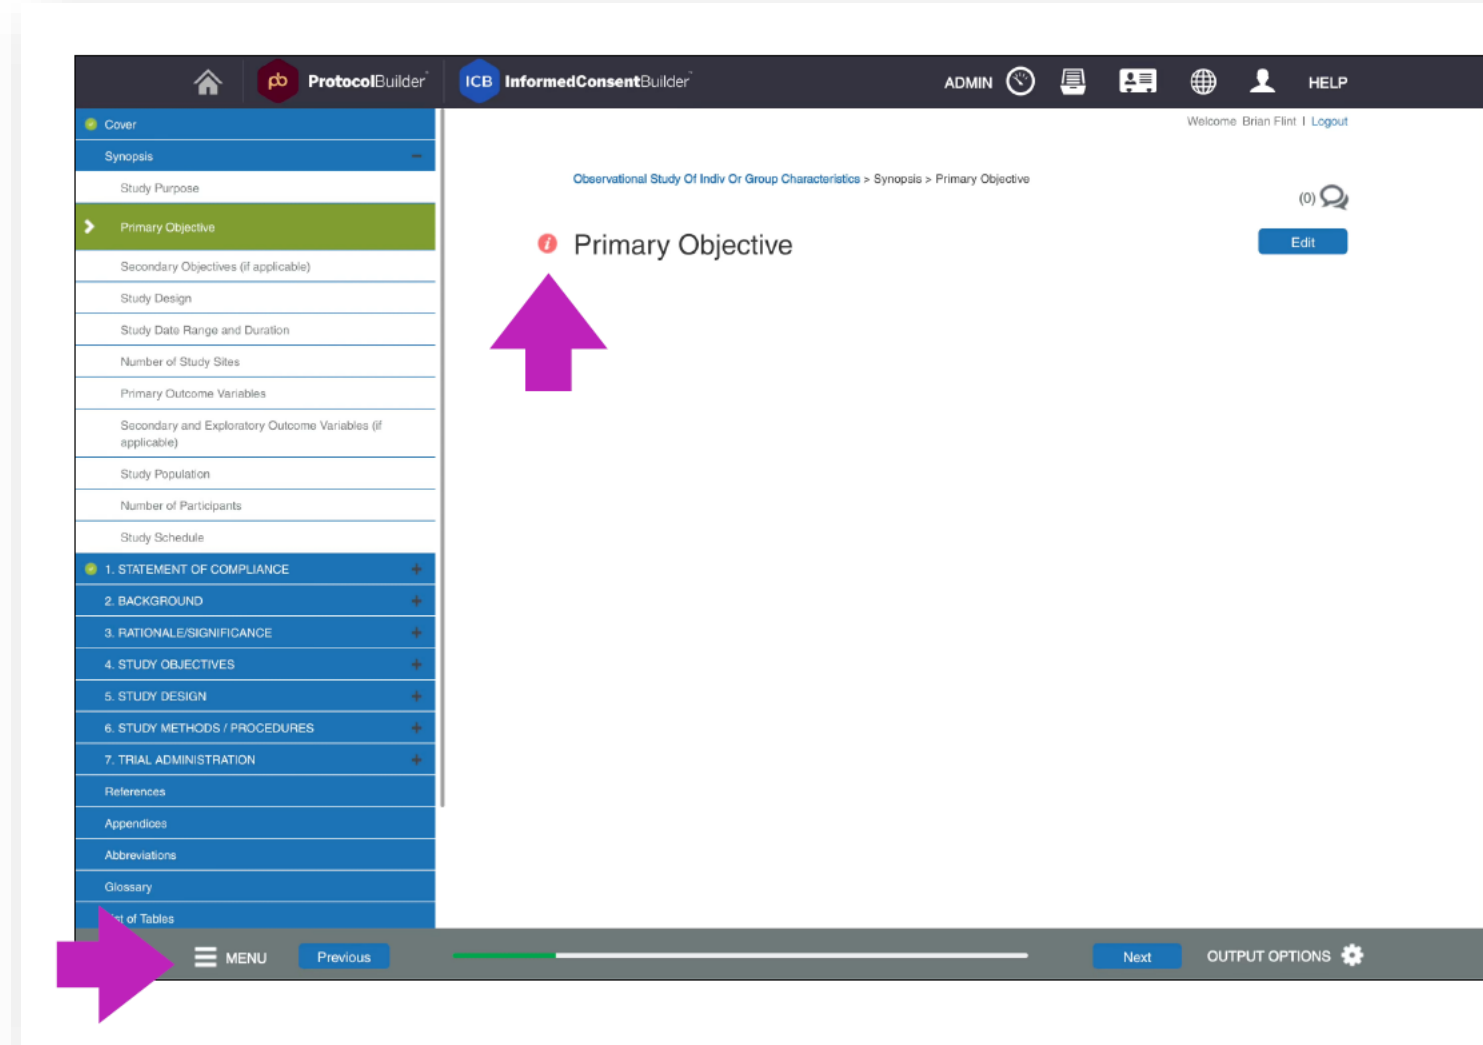 ProtocolBuilder
ICB InformedConsentBuilder
ADMIN
HELP
Welcome Brian Flint | Logout
Cover
Synopsis
Study Purpose
Primary Objective
Secondary Objectives (if applicable)
Study Design
Study Date Range and Duration
Number of Study Sites
Primary Outcome Variables
Secondary and Exploratory Outcome Variables (if
applicable)
Study Population
Number of Participants
Study Schedule
1. STATEMENT OF COMPLIANCE
2. BACKGROUND
3. RATIONALE/SIGNIFICANCE
4. STUDY OBJECTIVES
5. STUDY DESIGN
6. STUDY METHODS / PROCEDURES
7. TRIAL ADMINISTRATION
References
Appendices
Abbreviations
Glossary
of Tables
Observational Study Of Indiv Or Group Characteristics > Synopsis > Primary Objective
(0)
i Primary Objective
Edit
MENU
Previous
Next
OUTPUT OPTIONS